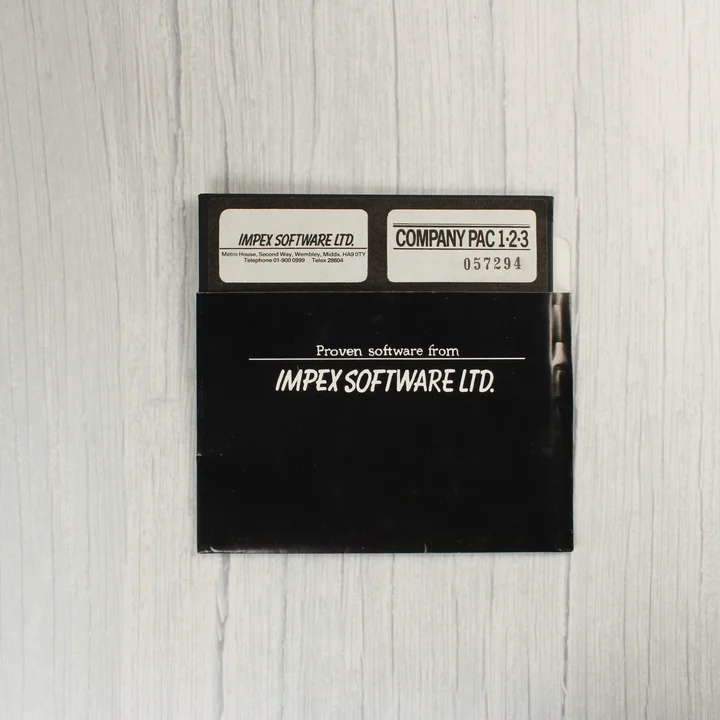 IMPEX SOFTWARE LTD.
Metro House, Second Way, Wembley, Middx. HA9 0TY
Telephone 01-900 0999 Telex 28604
COMPANY PAC 1·2·3
057294
Proven software from
IMPEX SOFTWARE LTD.